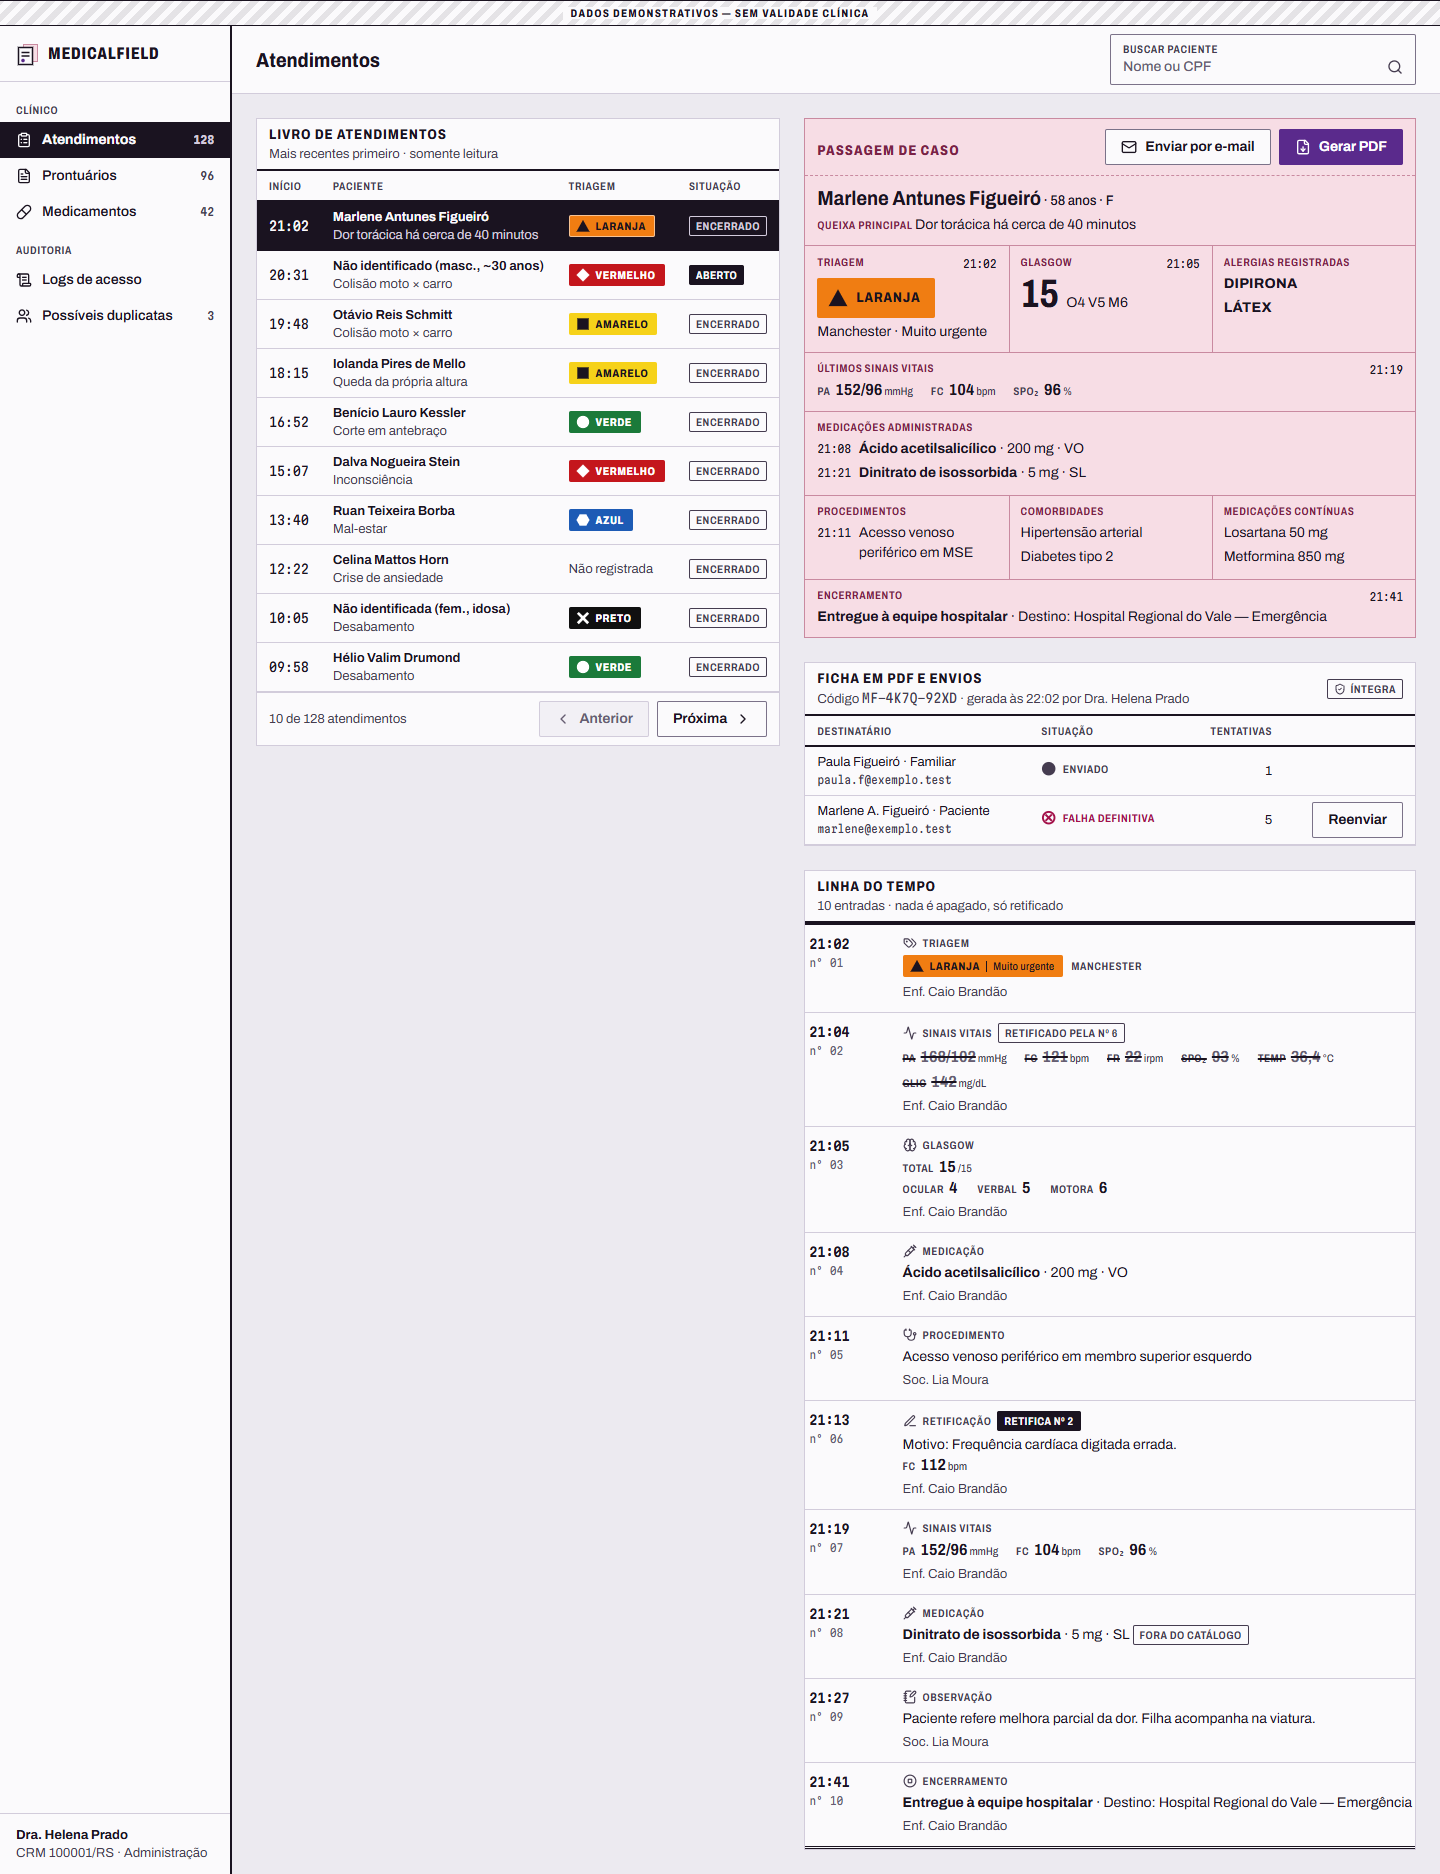 DADOS DEMONSTRATIVOS — SEM VALIDADE CLÍNICA
MEDICALFIELD
CLÍNICO
Atendimentos 128
Prontuários 96
Medicamentos 42
AUDITORIA
Logs de acesso
Possíveis duplicatas 3
Dra. Helena Prado
CRM 100001/RS · Administração
Atendimentos
BUSCAR PACIENTE
Nome ou CPF
LIVRO DE ATENDIMENTOS
Mais recentes primeiro · somente leitura
INÍCIO PACIENTE TRIAGEM SITUAÇÃO
21:02 Marlene Antunes Figueiró LARANJA ENCERRADO
Dor torácica há cerca de 40 minutos
20:31 Não identificado (masc., ~30 anos) VERMELHO ABERTO
Colisão moto × carro
19:48 Otávio Reis Schmitt AMARELO ENCERRADO
Colisão moto × carro
18:15 Iolanda Pires de Mello AMARELO ENCERRADO
Queda da própria altura
16:52 Benício Lauro Kessler VERDE ENCERRADO
Corte em antebraço
15:07 Dalva Nogueira Stein VERMELHO ENCERRADO
Inconsciência
13:40 Ruan Teixeira Borba AZUL ENCERRADO
Mal-estar
12:22 Celina Mattos Horn Não registrada ENCERRADO
Crise de ansiedade
10:05 Não identificada (fem., idosa) PRETO ENCERRADO
Desabamento
09:58 Hélio Valim Drumond VERDE ENCERRADO
Desabamento
10 de 128 atendimentos Anterior Próxima
PASSAGEM DE CASO Enviar por e-mail Gerar PDF
Marlene Antunes Figueiró · 58 anos · F
QUEIXA PRINCIPAL Dor torácica há cerca de 40 minutos
TRIAGEM 21:02
LARANJA
Manchester · Muito urgente
GLASGOW 21:05
15 O4 V5 M6
ALERGIAS REGISTRADAS
DIPIRONA
LÁTEX
ÚLTIMOS SINAIS VITAIS 21:19
PA 152/96 mmHg FC 104 bpm SPO₂ 96 %
MEDICAÇÕES ADMINISTRADAS
21:08 Ácido acetilsalicílico · 200 mg · VO
21:21 Dinitrato de isossorbida · 5 mg · SL
PROCEDIMENTOS
21:11 Acesso venoso
periférico em MSE
COMORBIDADES
Hipertensão arterial
Diabetes tipo 2
MEDICAÇÕES CONTÍNUAS
Losartana 50 mg
Metformina 850 mg
ENCERRAMENTO 21:41
Entregue à equipe hospitalar · Destino: Hospital Regional do Vale — Emergência
FICHA EM PDF E ENVIOS
Código MF-4K7Q-92XD · gerada às 22:02 por Dra. Helena Prado ÍNTEGRA
DESTINATÁRIO SITUAÇÃO TENTATIVAS
Paula Figueiró · Familiar ENVIADO 1
paula.f@exemplo.test
Marlene A. Figueiró · Paciente FALHA DEFINITIVA 5 Reenviar
marlene@exemplo.test
LINHA DO TEMPO
10 entradas · nada é apagado, só retificado
21:02 TRIAGEM
n° 01 LARANJA | Muito urgente MANCHESTER
Enf. Caio Brandão
21:04 SINAIS VITAIS RETIFICADO PELA Nº 6
n° 02 PA 168/102 mmHg FC 121 bpm FR 22 irpm SPO₂ 93 % TEMP 36,4 °C
GLIC 142 mg/dL
Enf. Caio Brandão
21:05 GLASGOW
n° 03 TOTAL 15 /15
OCULAR 4 VERBAL 5 MOTORA 6
Enf. Caio Brandão
21:08 MEDICAÇÃO
n° 04 Ácido acetilsalicílico · 200 mg · VO
Enf. Caio Brandão
21:11 PROCEDIMENTO
n° 05 Acesso venoso periférico em membro superior esquerdo
Soc. Lia Moura
21:13 RETIFICAÇÃO RETIFICA Nº 2
n° 06 Motivo: Frequência cardíaca digitada errada.
FC 112 bpm
Enf. Caio Brandão
21:19 SINAIS VITAIS
n° 07 PA 152/96 mmHg FC 104 bpm SPO₂ 96 %
Enf. Caio Brandão
21:21 MEDICAÇÃO
n° 08 Dinitrato de isossorbida · 5 mg · SL FORA DO CATÁLOGO
Enf. Caio Brandão
21:27 OBSERVAÇÃO
n° 09 Paciente refere melhora parcial da dor. Filha acompanha na viatura.
Soc. Lia Moura
21:41 ENCERRAMENTO
n° 10 Entregue à equipe hospitalar · Destino: Hospital Regional do Vale — Emergência
Enf. Caio Brandão